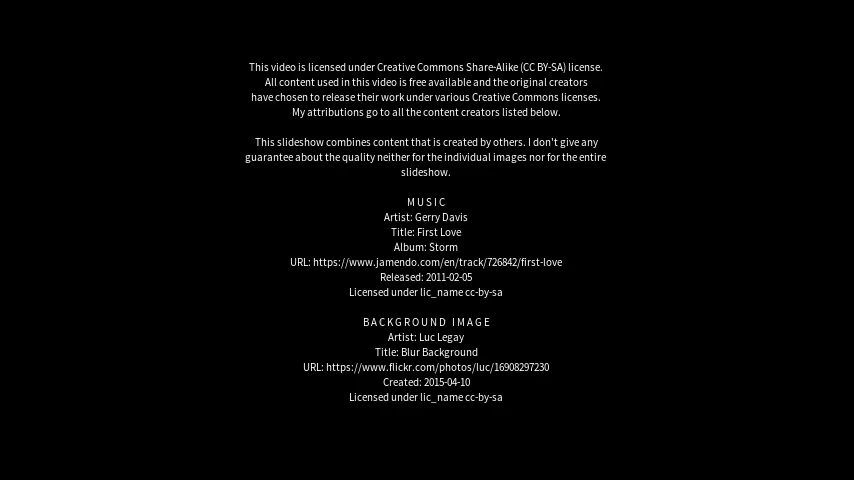 This video is licensed under Creative Commons Share-Alike (CC BY-SA) license.
All content used in this video is free available and the original creators
have chosen to release their work under various Creative Commons licenses.
My attributions go to all the content creators listed below.
This slideshow combines content that is created by others. I don't give any
guarantee about the quality neither for the individual images nor for the entire
slideshow.
MUSIC
Artist: Gerry Davis
Title: First Love
Album: Storm
URL: https://www.jamendo.com/en/track/726842/first-love
Released: 2011-02-05
Licensed under lic_name cc-by-sa
BACKGROUND IMAGE
Artist: Luc Legay
Title: Blur Background
URL: https://www.flickr.com/photos/luc/16908297230
Created: 2015-04-10
Licensed under lic_name cc-by-sa